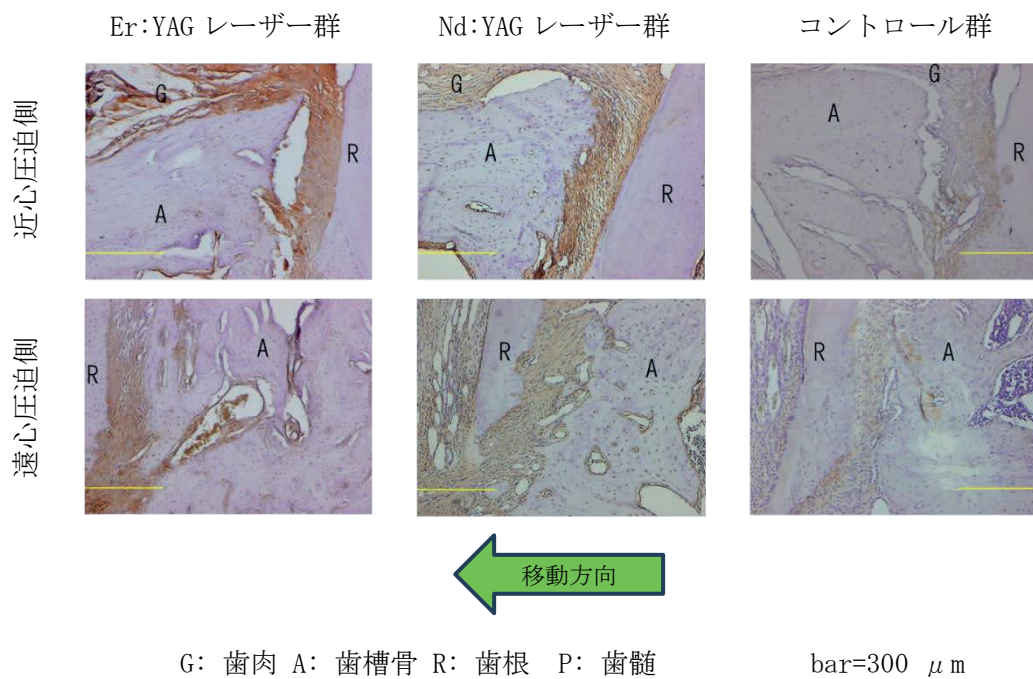 Er:YAG レーザー群 Nd:YAG レーザー群 コントロール群
近心圧迫側
G A R
G A R
G A R
遠心圧迫側
R A
R A
R A
移動方向
G: 歯肉 A: 歯槽骨 R: 歯根 P: 歯髄 bar=300 μm